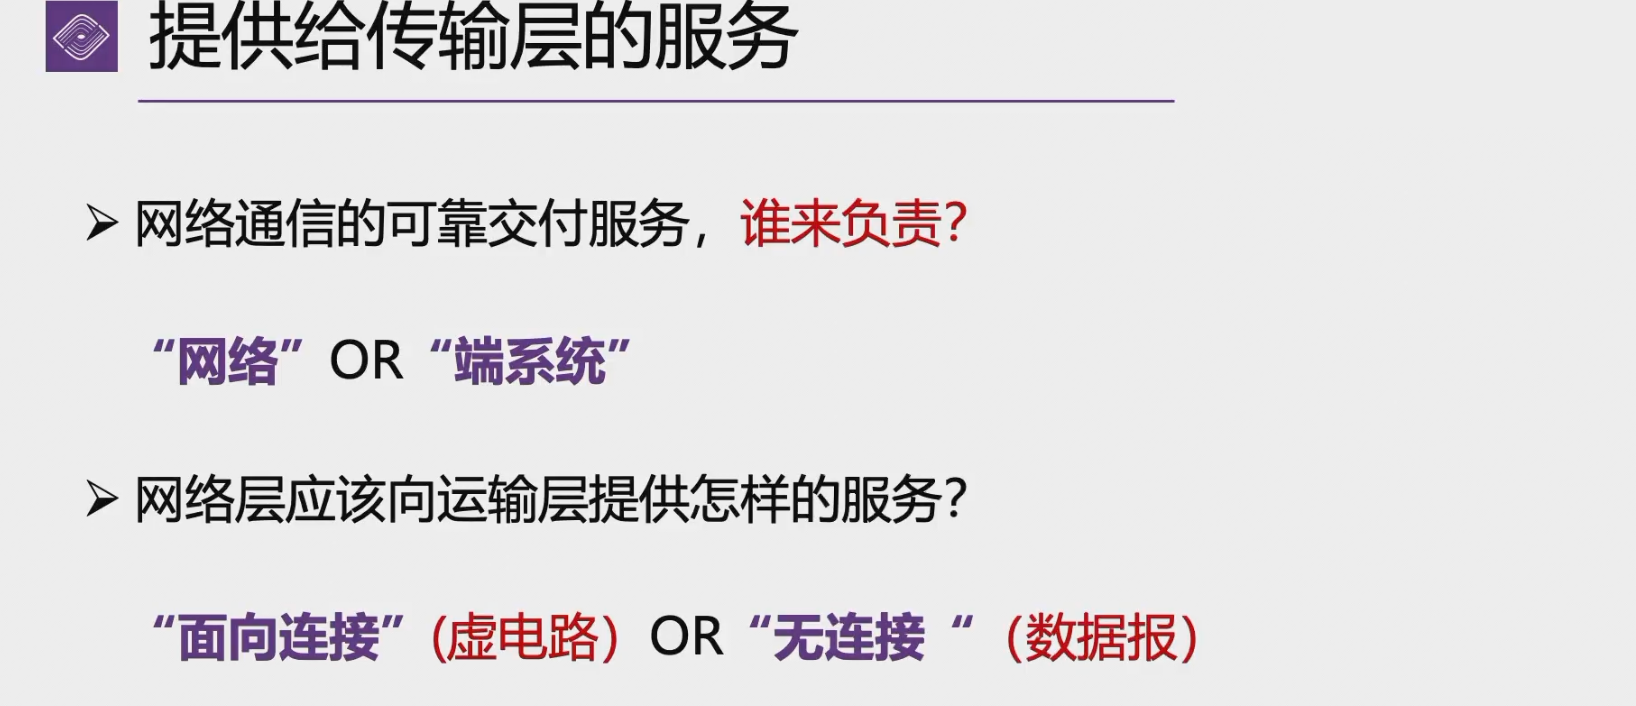 提供给传输层的服务
网络通信的可靠交付服务，谁来负责？
“网络” OR “端系统”
网络层应该向运输层提供怎样的服务？
“面向连接”(虚电路）OR “无连接 “（数据报）